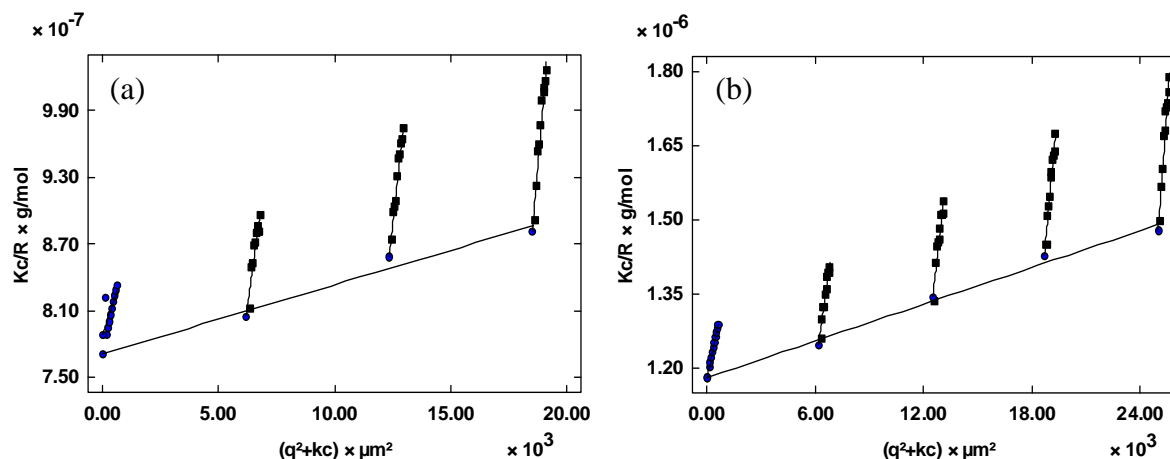 × 10⁻⁷
(a)
9.90
9.30
8.70
8.10
7.50
Kc/R × g/mol
0.00 5.00 10.00 15.00 20.00
(q²+kc) × µm² × 10³
× 10⁻⁶
(b)
1.80
1.65
1.50
1.35
1.20
Kc/R × g/mol
0.00 6.00 12.00 18.00 24.00
(q²+kc) × µm² × 10³